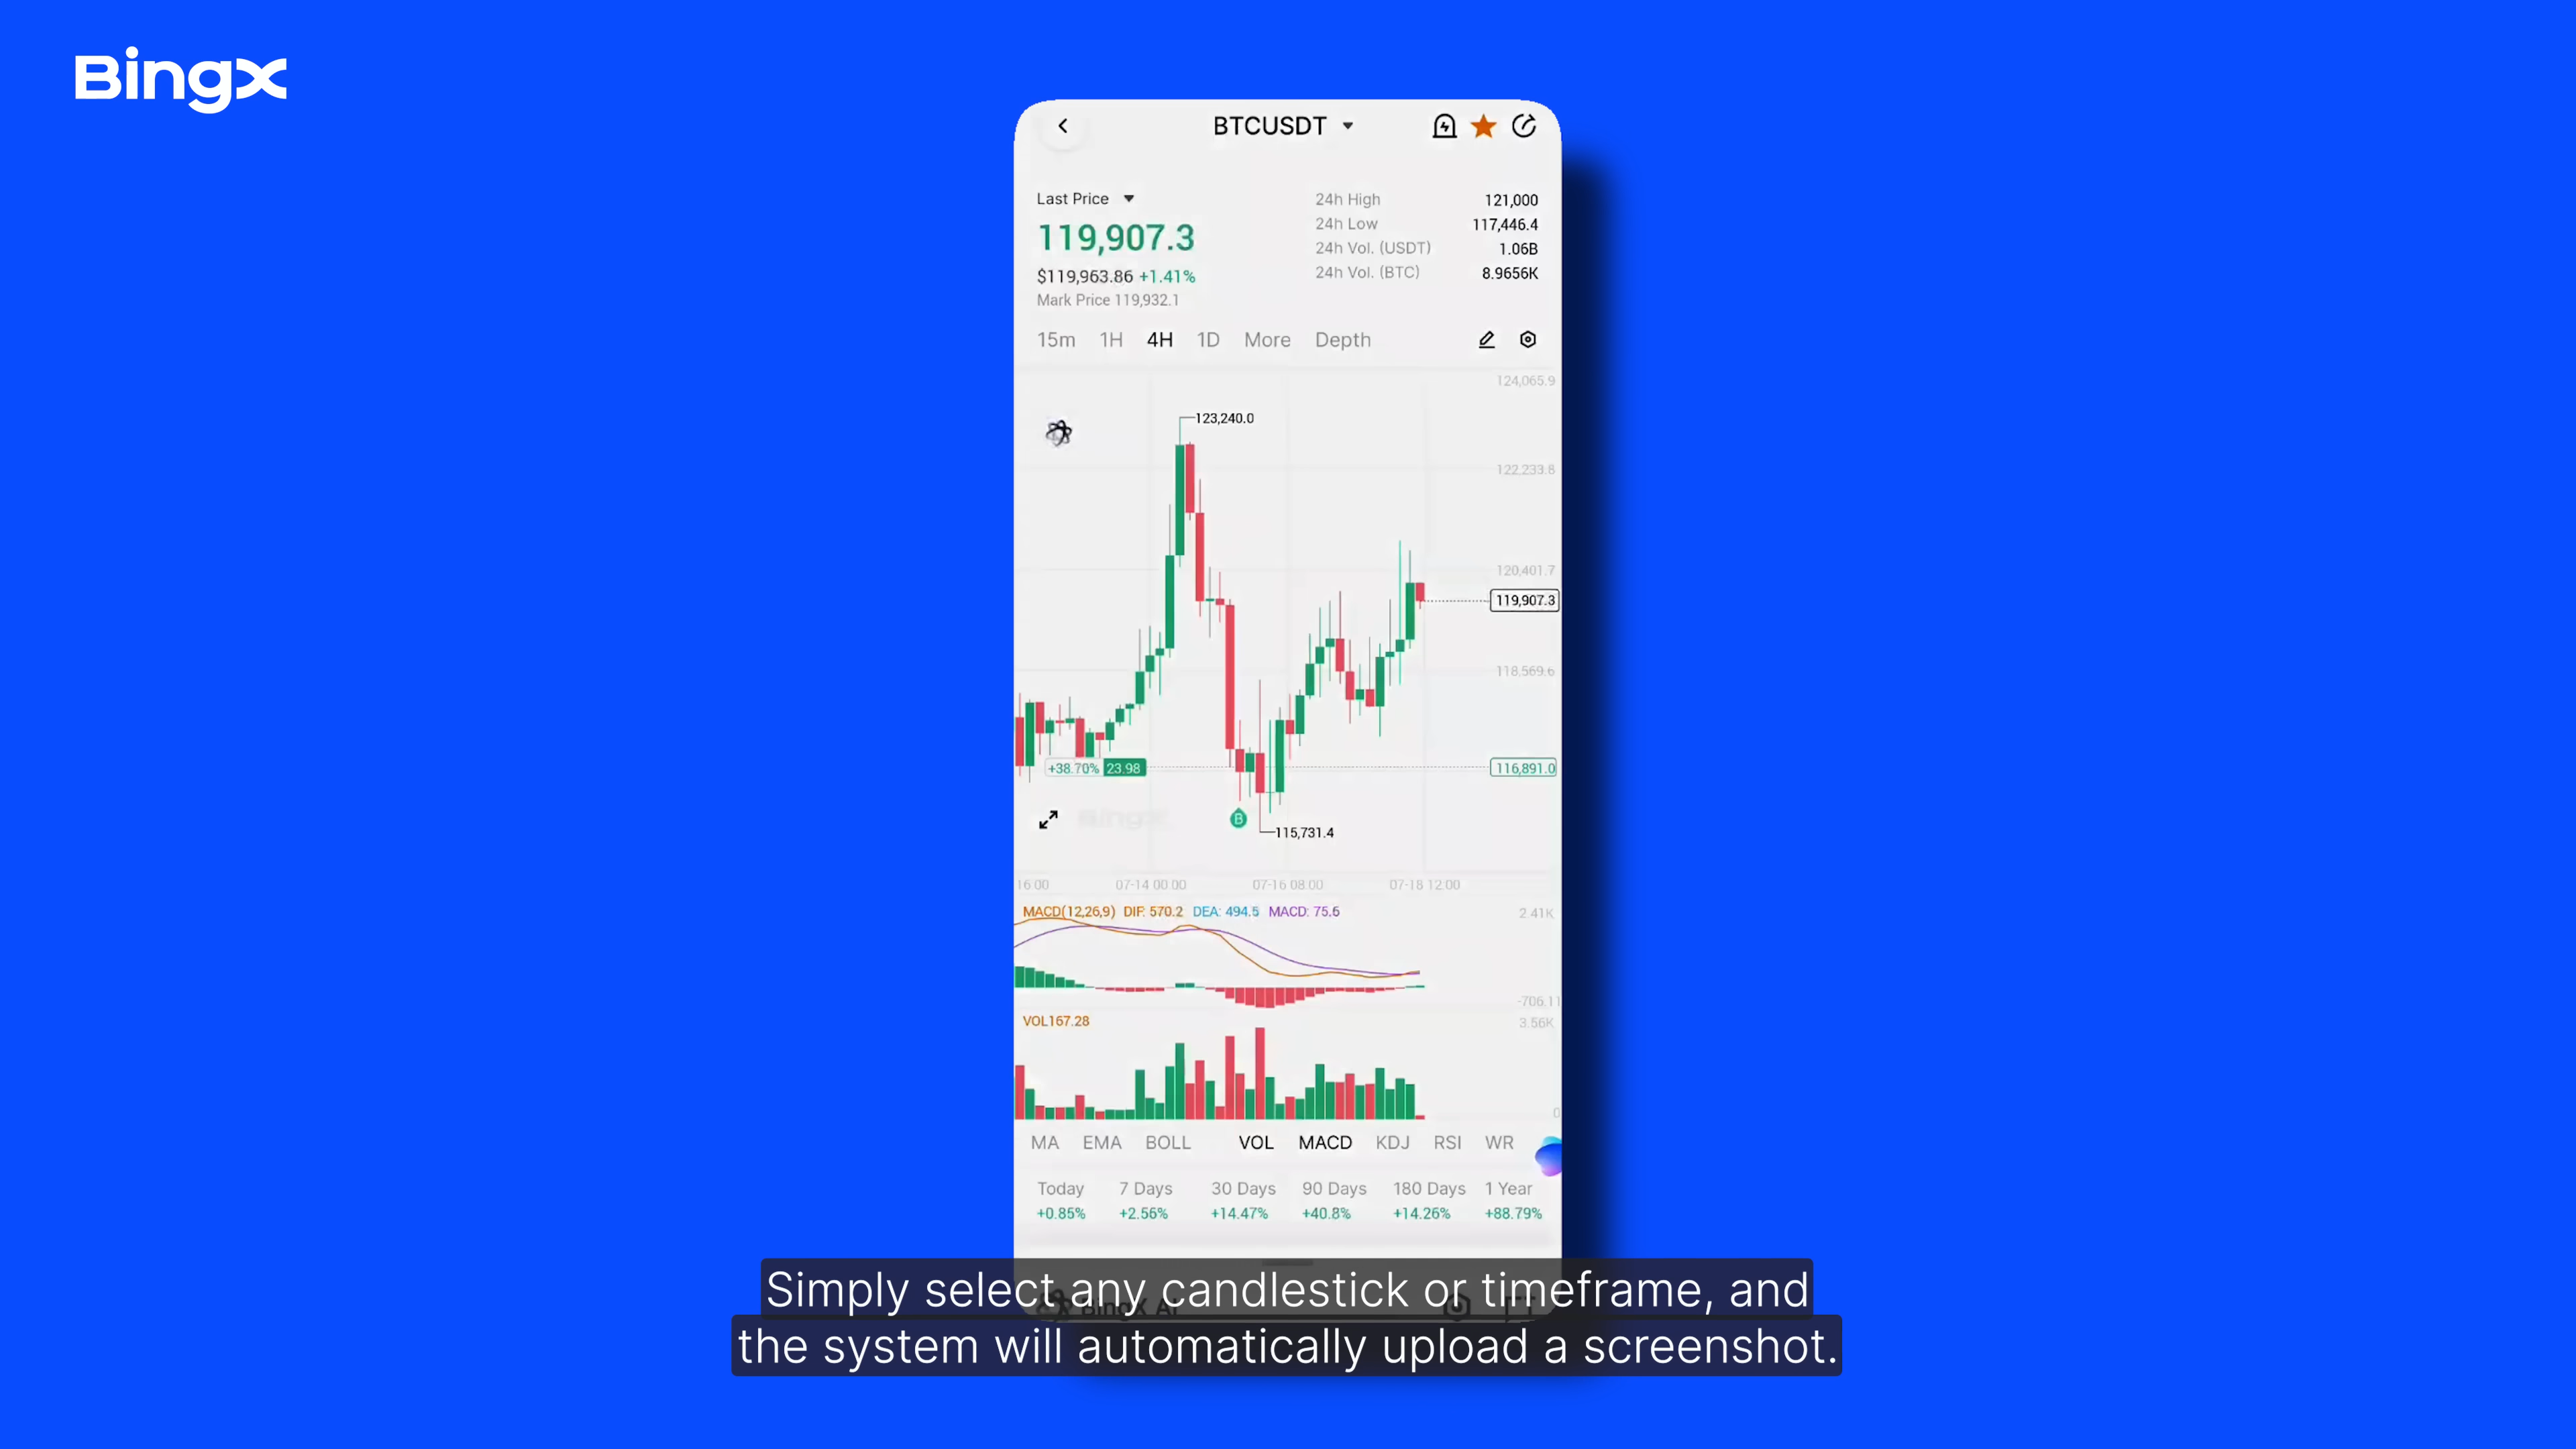 BingX
BTCUSDT
Last Price
119,907.3
$119,963.86 +1.41%
Mark Price 119,932.1
24h High 121,000
24h Low 117,446.4
24h Vol. (USDT) 1.06B
24h Vol. (BTC) 8.9656K
15m 1H 4H 1D More Depth
124,065.9
123,240.0
122,233.8
120,401.7
119,907.3
118,569.6
+38.70% 23.98
116,891.0
BingX
B
115,731.4
16:00 07-14 00:00 07-16 08:00 07-18 12:00
MACD(12,26,9) DIF: 570.2 DEA: 494.5 MACD: 75.6
2.41K
-706.11
VOL167.28
3.56K
0
MA EMA BOLL VOL MACD KDJ RSI WR
Today 7 Days 30 Days 90 Days 180 Days 1 Year
+0.85% +2.56% +14.47% +40.8% +14.26% +88.79%
BingX AI
Simply select any candlestick or timeframe, and
the system will automatically upload a screenshot.